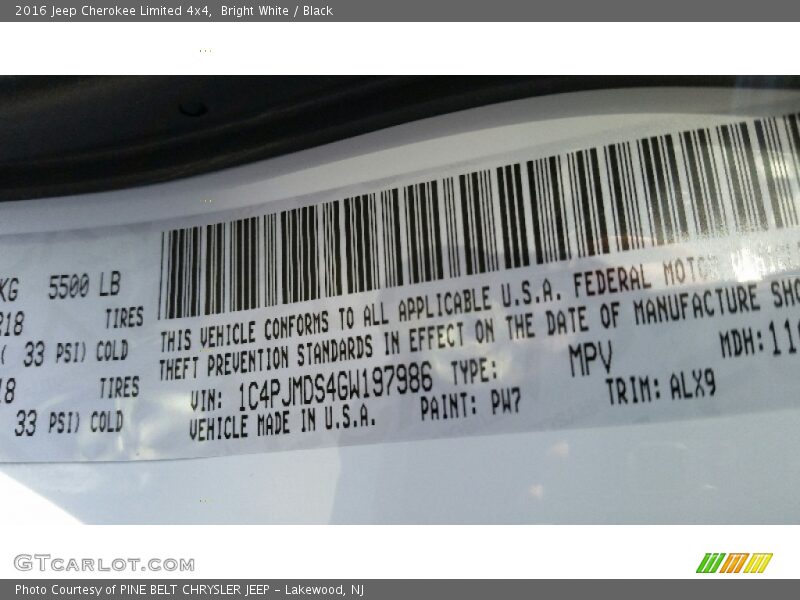 2016 Jeep Cherokee Limited 4x4, Bright White / Black
KG 5500 LB
TIRES
( 33 PSI) COLD
TIRES
33 PSI) COLD
THIS VEHICLE CONFORMS TO ALL APPLICABLE U.S.A. FEDERAL MOTOR
THEFT PREVENTION STANDARDS IN EFFECT ON THE DATE OF MANUFACTURE
VIN: 1C4PJMDS4GW197986 TYPE: MPV MDH:
VEHICLE MADE IN U.S.A. PAINT: PW7 TRIM: ALX9
GTcarlot.com
Photo Courtesy of PINE BELT CHRYSLER JEEP - Lakewood, NJ